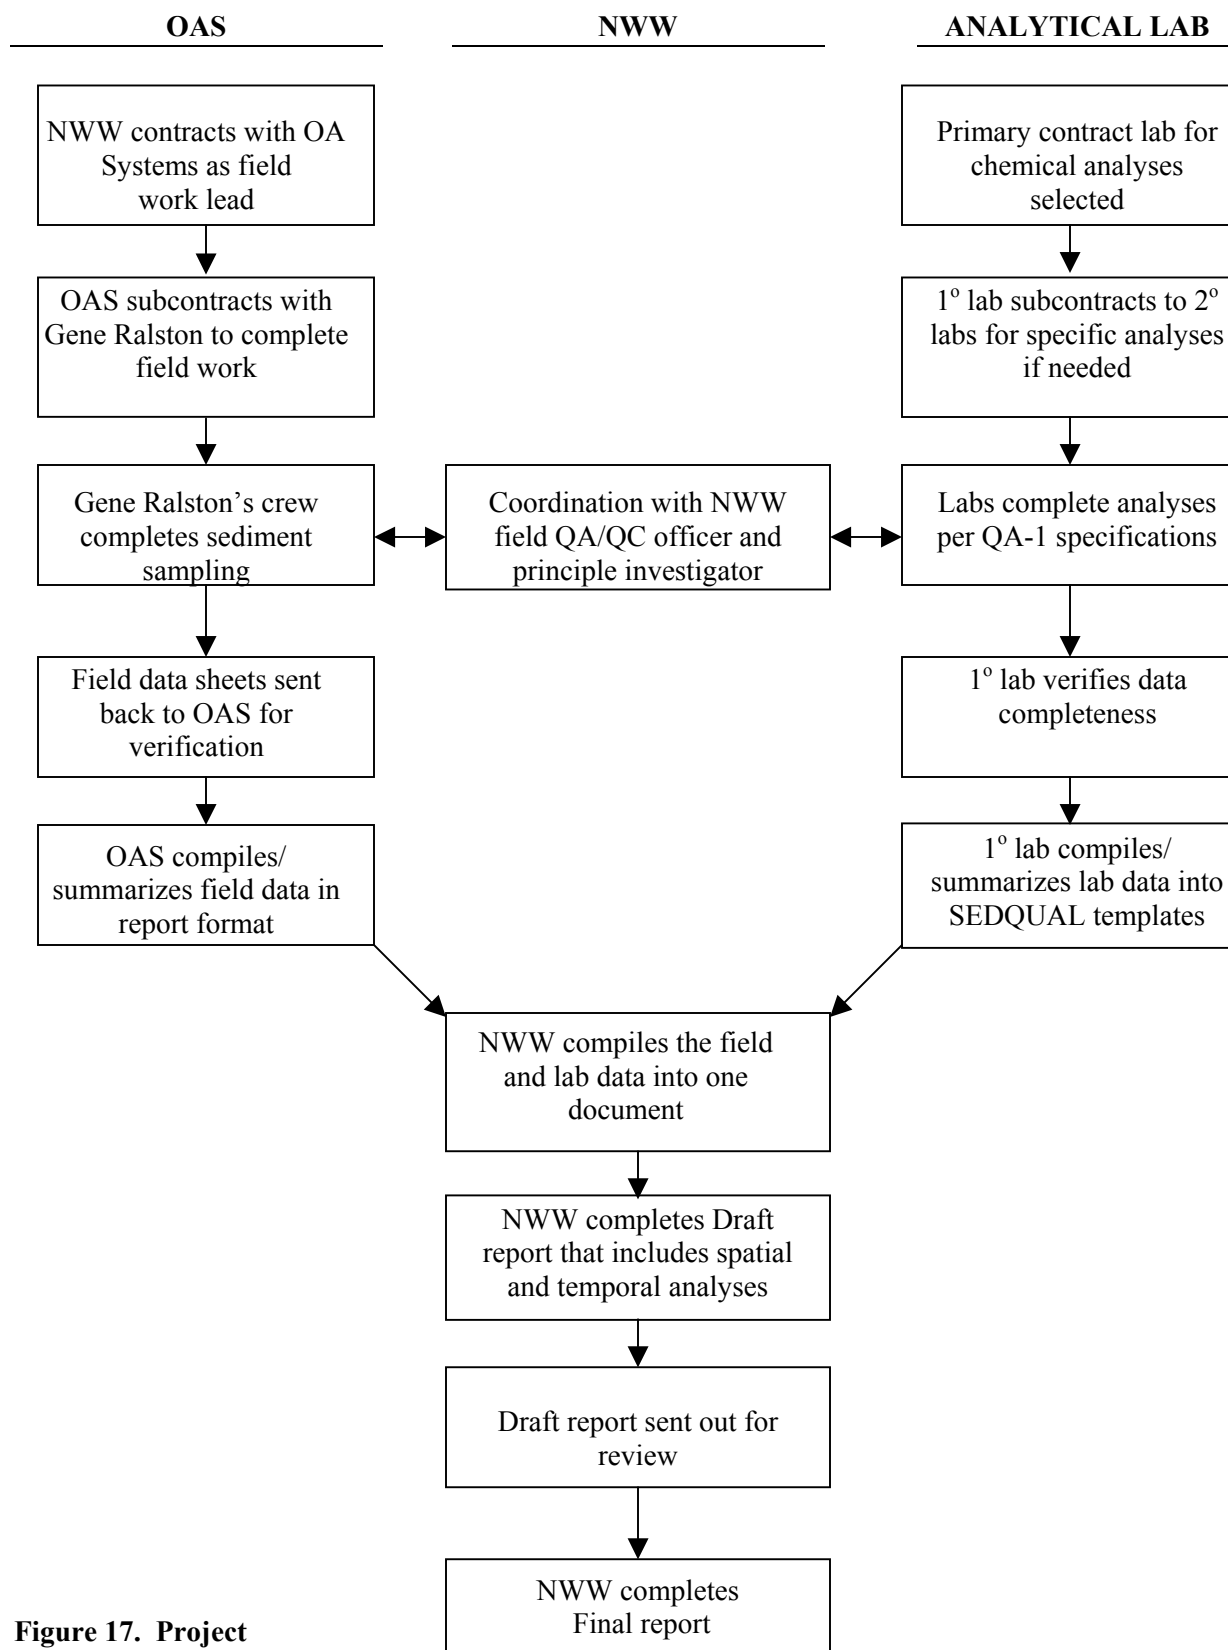 OAS
NWW
ANALYTICAL LAB
NWW contracts with OA
Systems as field
work lead
Primary contract lab for
chemical analyses
selected
OAS subcontracts with
Gene Ralston to complete
field work
1o lab subcontracts to 2o
labs for specific analyses
if needed
Gene Ralston’s crew
completes sediment
sampling
Coordination with NWW
field QA/QC officer and
principle investigator
Labs complete analyses
per QA-1 specifications
Field data sheets sent
back to OAS for
verification
1o lab verifies data
completeness
OAS compiles/
summarizes field data in
report format
1o lab compiles/
summarizes lab data into
SEDQUAL templates
NWW compiles the field
and lab data into one
document
NWW completes Draft
report that includes spatial
and temporal analyses
Draft report sent out for
review
NWW completes
Final report
Figure 17. Project